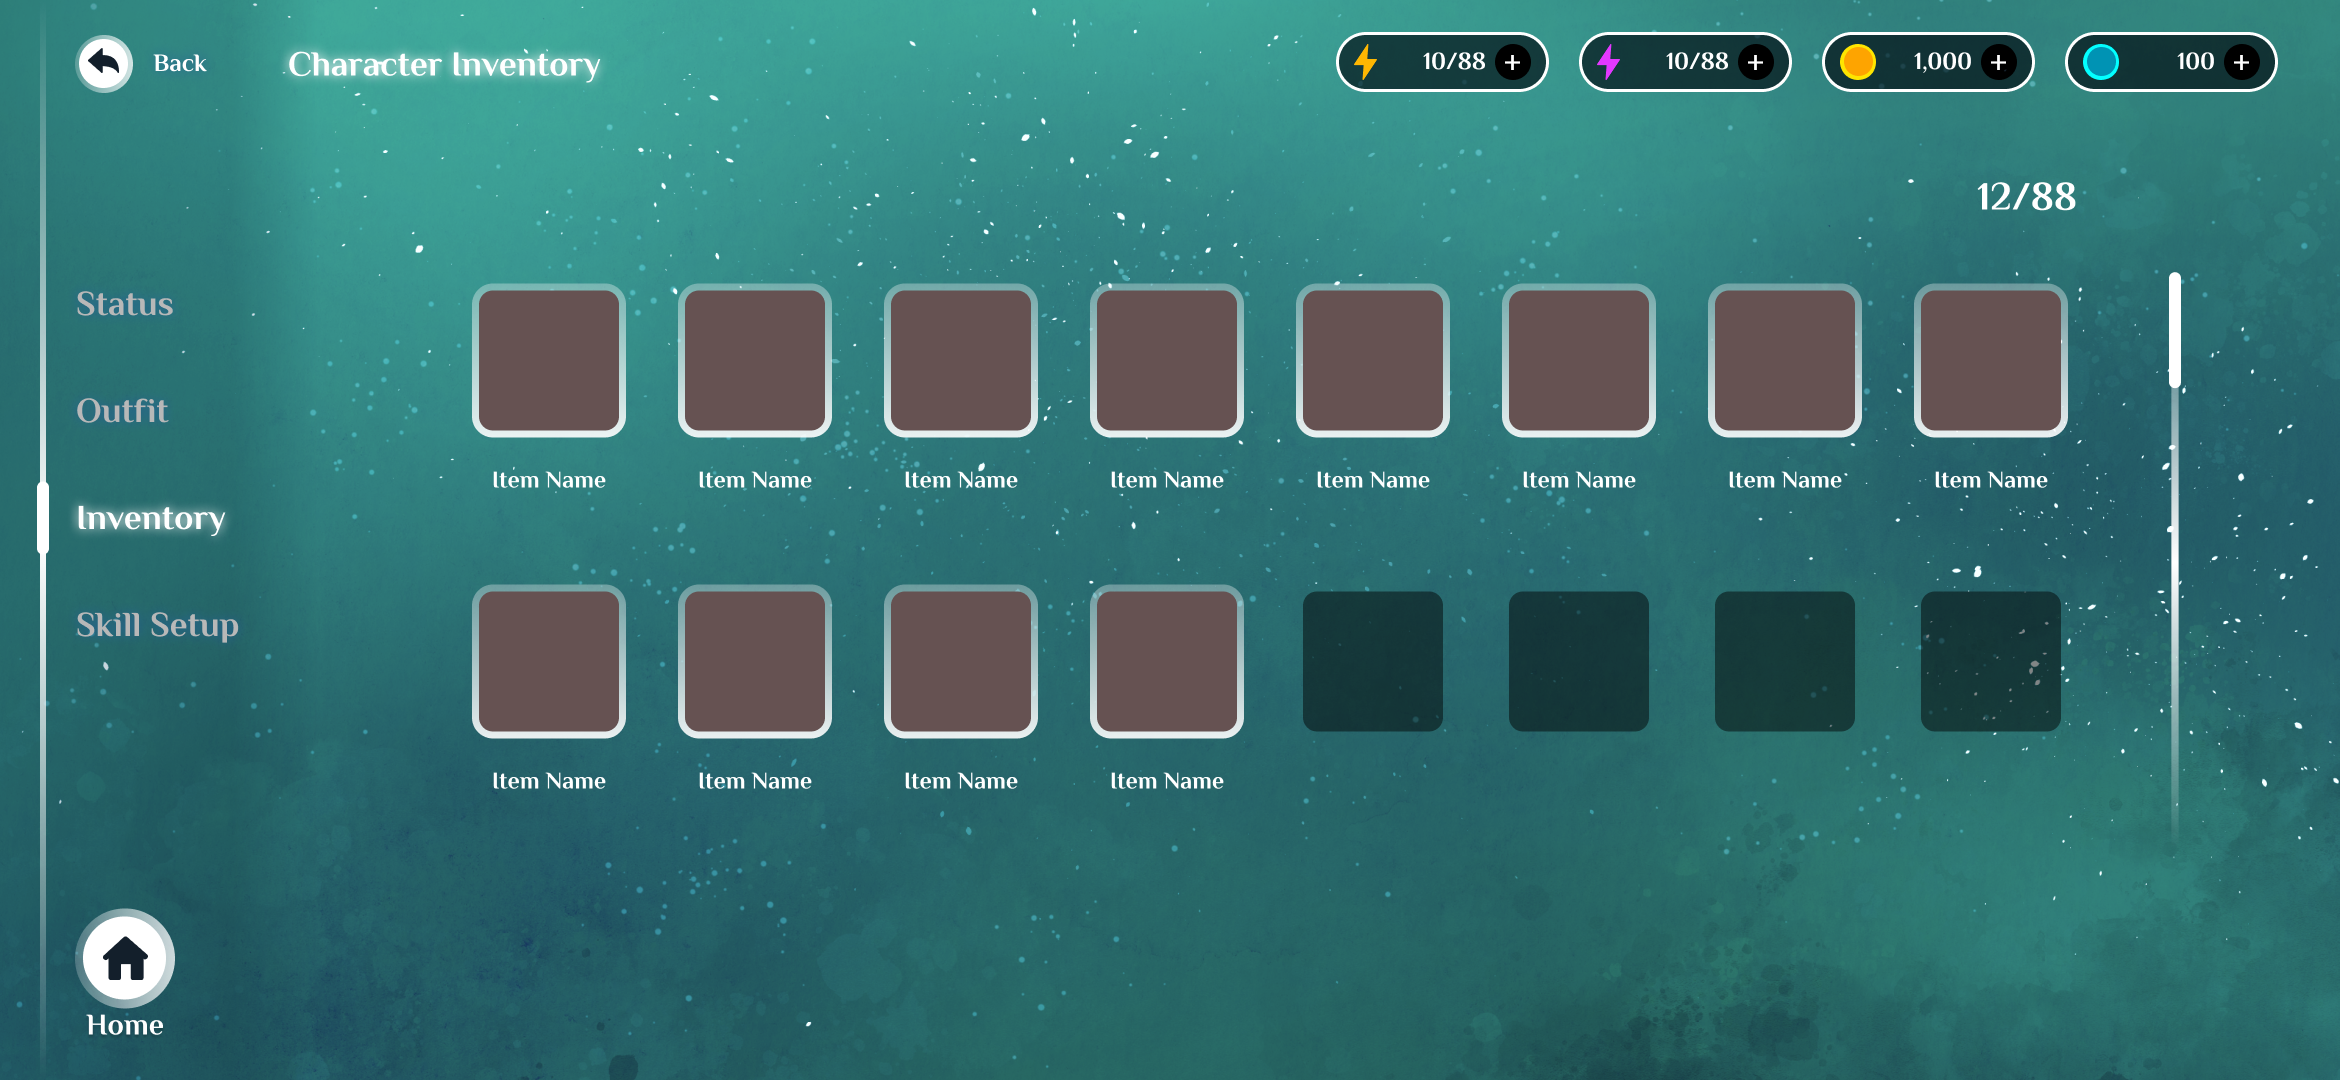 Back
Character Inventory
10/88 +
10/88 +
1,000 +
100 +
12/88
Status
Outfit
Inventory
Skill Setup
Item Name
Item Name
Item Name
Item Name
Item Name
Item Name
Item Name
Item Name
Item Name
Item Name
Item Name
Item Name
Home